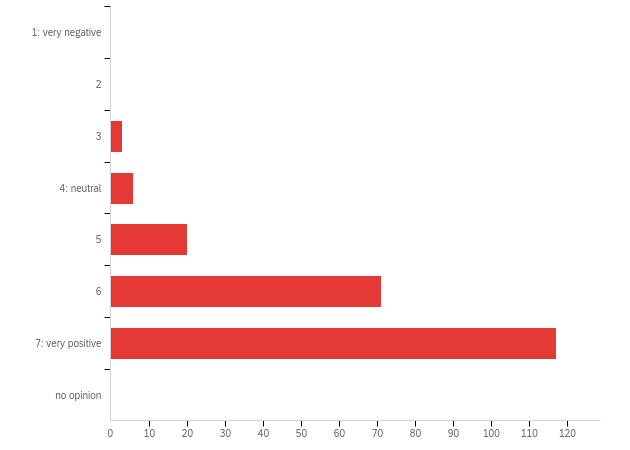 1: very negative
2
3
4: neutral
5
6
7: very positive
no opinion
0 10 20 30 40 50 60 70 80 90 100 110 120